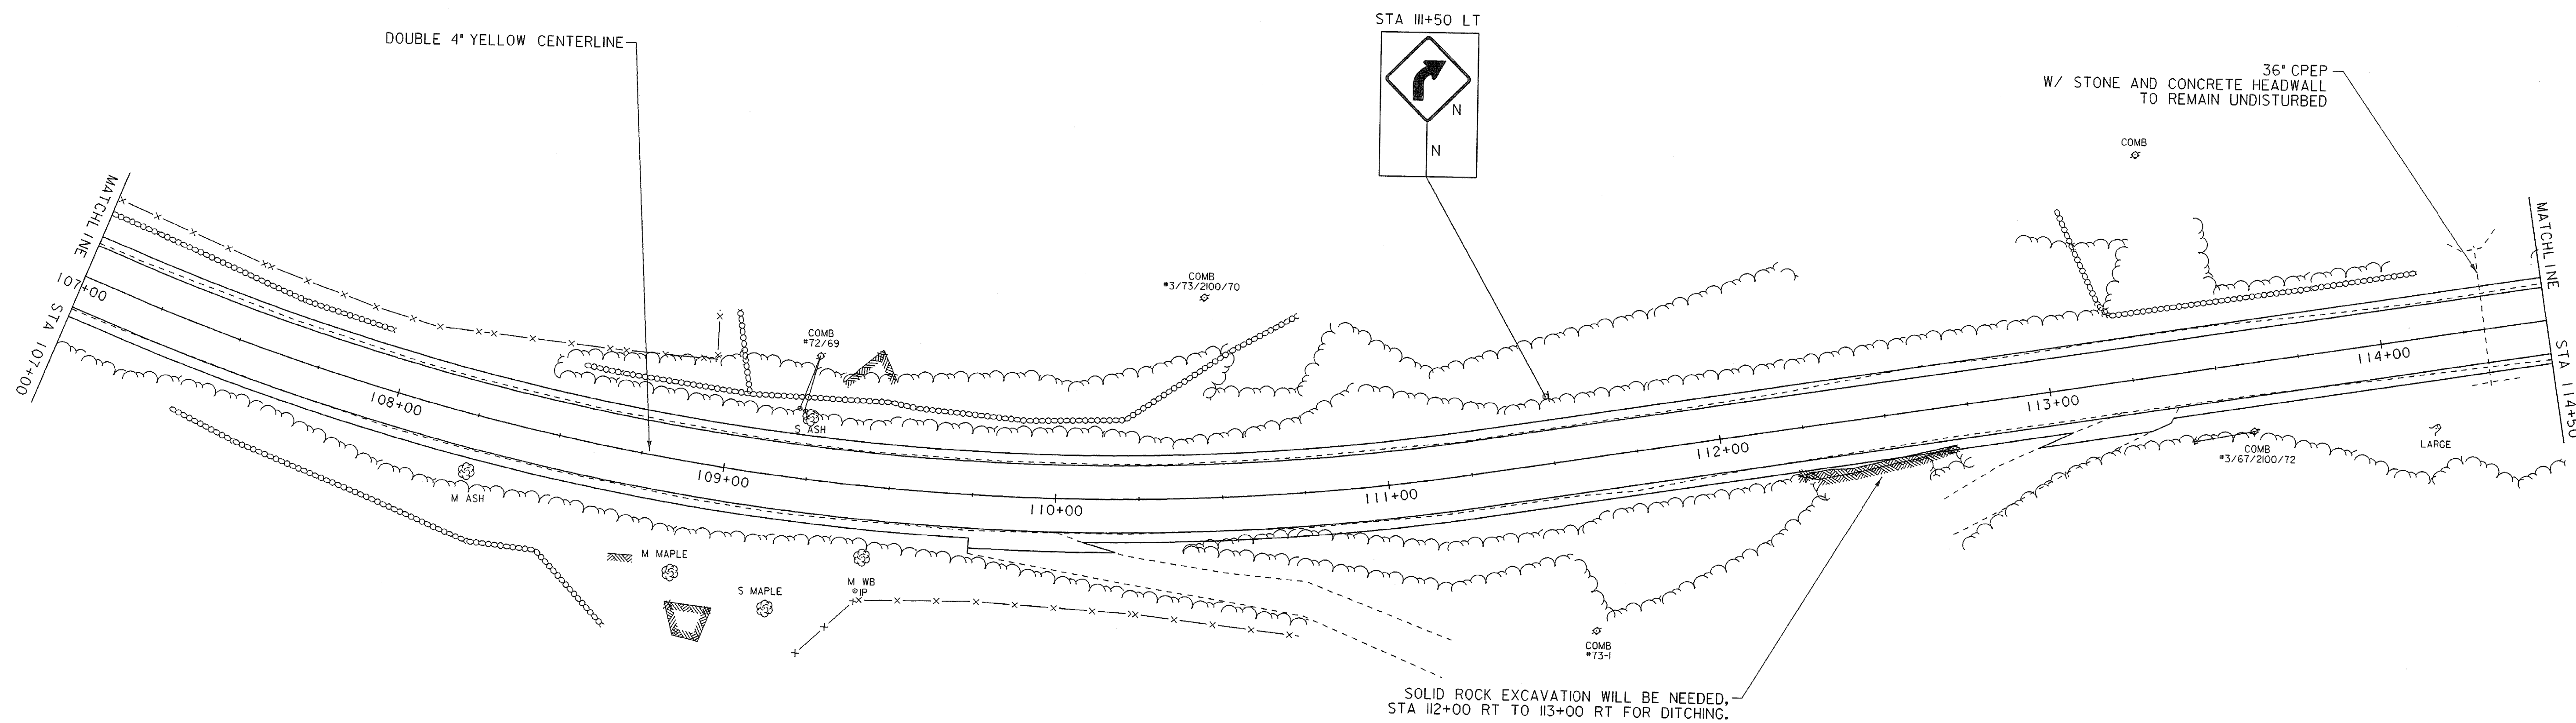 STA 111+50 LT
DOUBLE 4" YELLOW CENTERLINE
N
N
36" CPEP
W/ STONE AND CONCRETE HEADWALL
TO REMAIN UNDISTURBED
COMB
MATCHLINE
STA 107+00
107+00
MATCHLINE
STA 114+50
COMB
#3/73/2100/70
COMB
#72/69
S ASH
108+00
109+00
110+00
111+00
112+00
113+00
114+00
M ASH
M MAPLE
S MAPLE
M WB
IP
LARGE
COMB
#3/67/2100/72
COMB
#73-1
SOLID ROCK EXCAVATION WILL BE NEEDED,
STA 112+00 RT TO 113+00 RT FOR DITCHING.